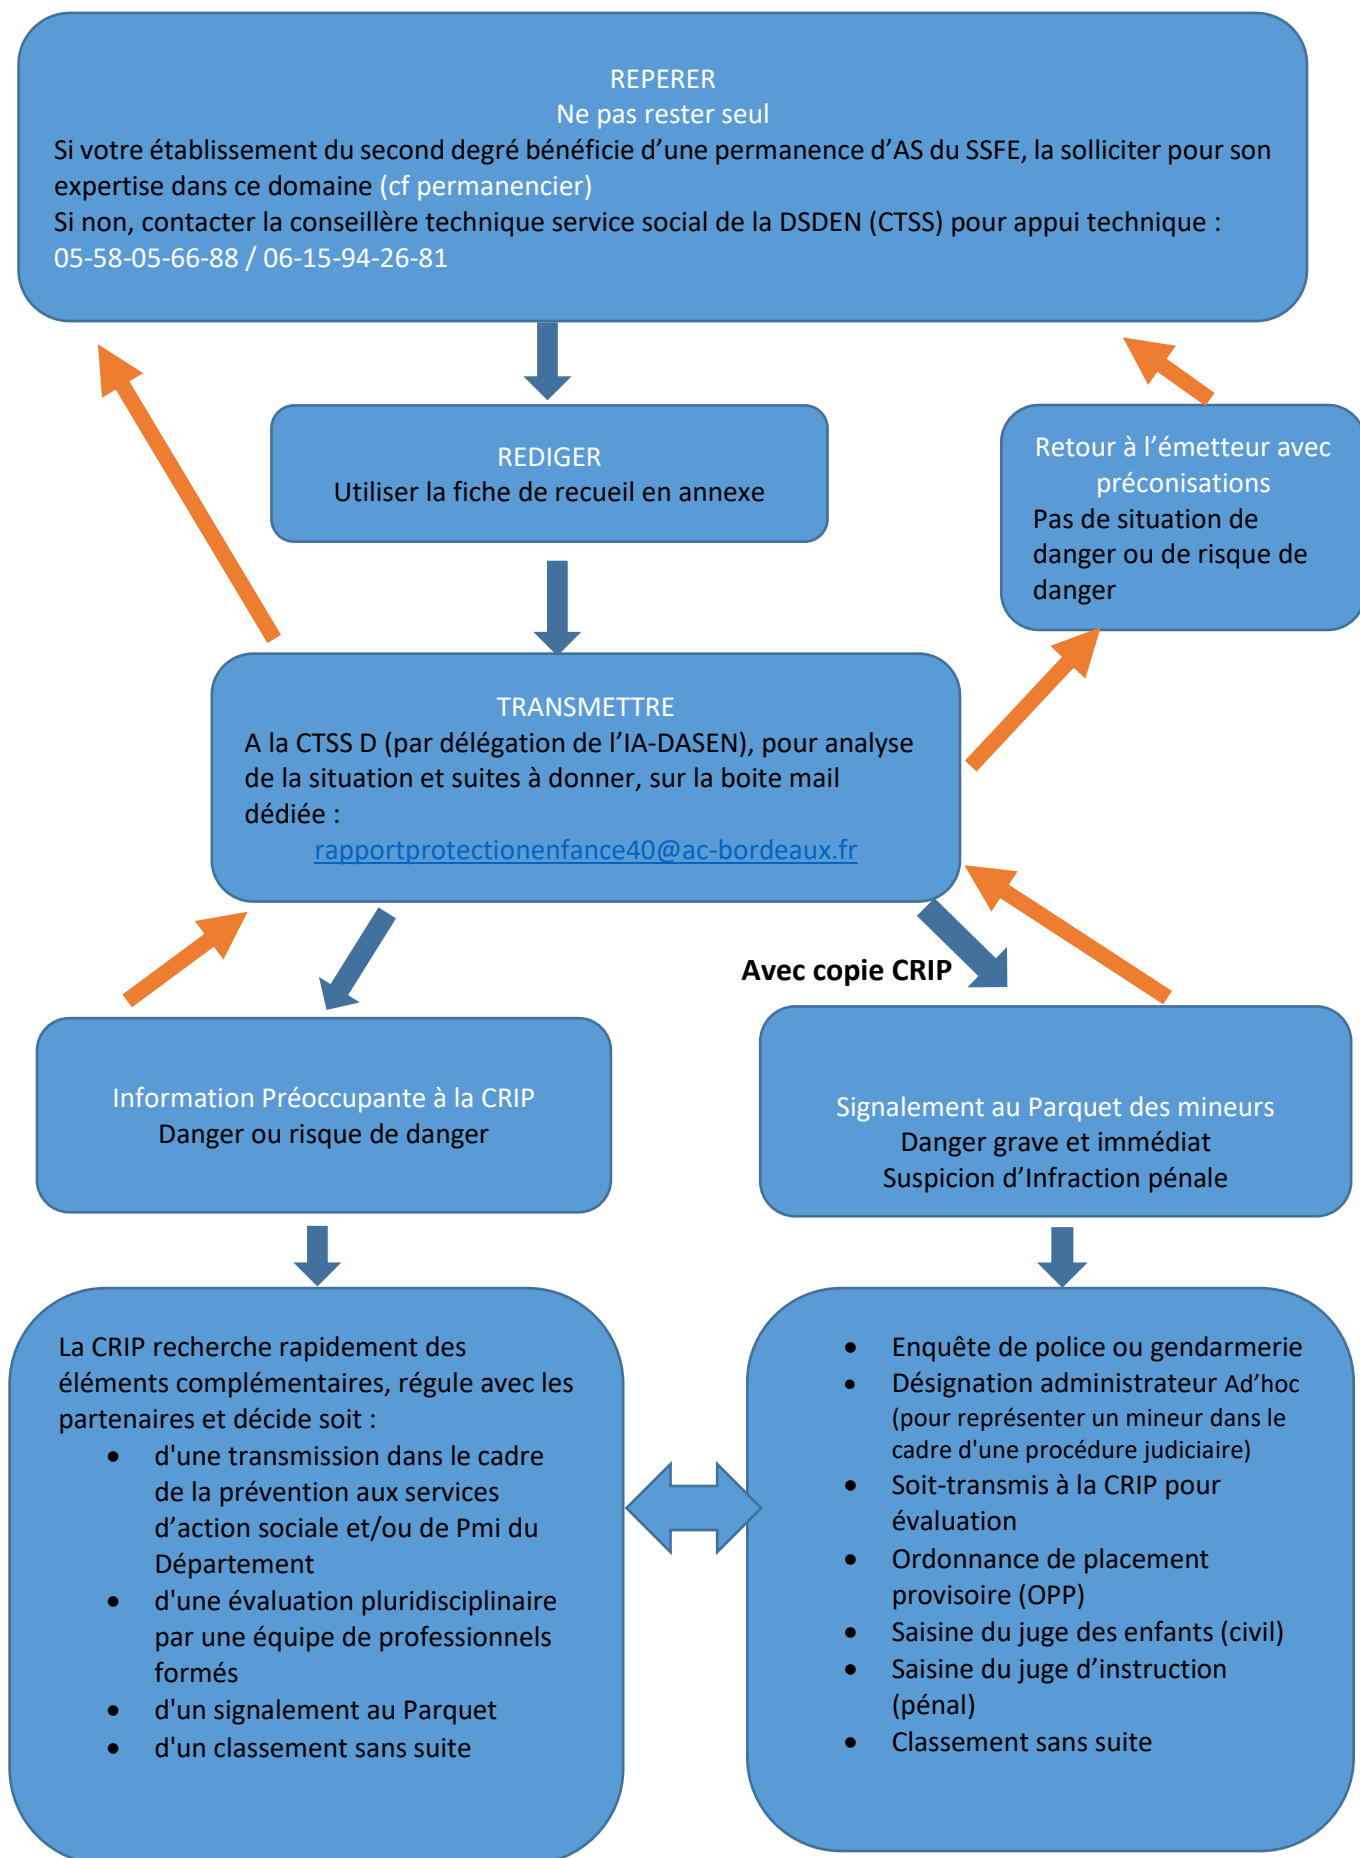 REPERER
Ne pas rester seul
Si votre établissement du second degré bénéficie d’une permanence d’AS du SSFE, la solliciter pour son
expertise dans ce domaine (cf permanencier)
Si non, contacter la conseillère technique service social de la DSDEN (CTSS) pour appui technique :
05-58-05-66-88 / 06-15-94-26-81
REDIGER
Utiliser la fiche de recueil en annexe
Retour à l’émetteur avec
préconisations
Pas de situation de
danger ou de risque de
danger
TRANSMETTRE
A la CTSS D (par délégation de l’IA-DASEN), pour analyse
de la situation et suites à donner, sur la boite mail
dédiée :
rapportprotectionenfance40@ac-bordeaux.fr
Avec copie CRIP
Information Préoccupante à la CRIP
Danger ou risque de danger
Signalement au Parquet des mineurs
Danger grave et immédiat
Suspicion d’Infraction pénale
La CRIP recherche rapidement des
éléments complémentaires, régule avec les
partenaires et décide soit :
• d'une transmission dans le cadre
de la prévention aux services
d’action sociale et/ou de Pmi du
Département
• d'une évaluation pluridisciplinaire
par une équipe de professionnels
formés
• d'un signalement au Parquet
• d'un classement sans suite
• Enquête de police ou gendarmerie
• Désignation administrateur Ad’hoc
(pour représenter un mineur dans le
cadre d'une procédure judiciaire)
• Soit-transmis à la CRIP pour
évaluation
• Ordonnance de placement
provisoire (OPP)
• Saisine du juge des enfants (civil)
• Saisine du juge d’instruction
(pénal)
• Classement sans suite